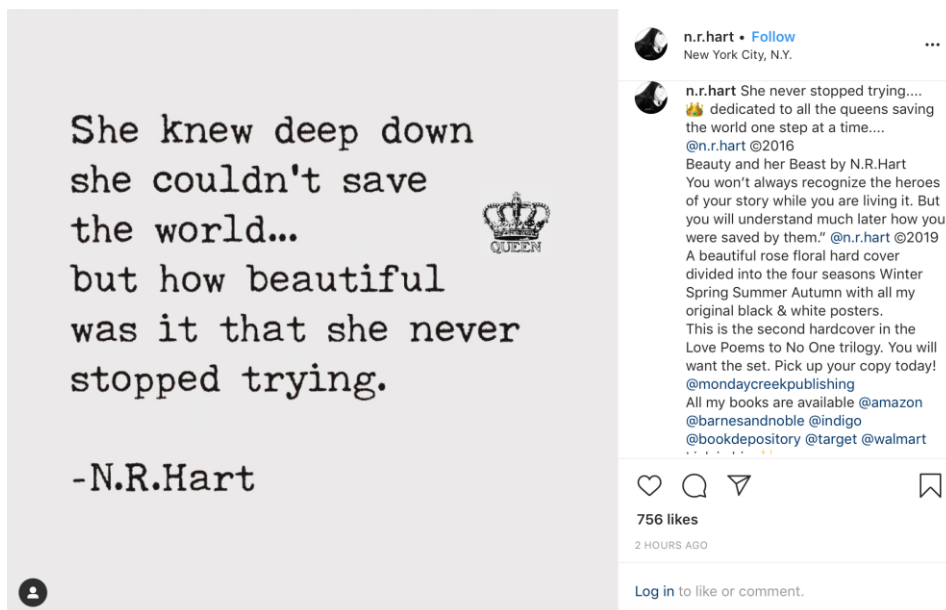 She knew deep down
she couldn't save
the world...
but how beautiful
was it that she never
stopped trying.
-N.R.Hart
QUEEN
n.r.hart • Follow
New York City, N.Y.
n.r.hart She never stopped trying....
👑 dedicated to all the queens saving
the world one step at a time....
@n.r.hart ©2016
Beauty and her Beast by N.R.Hart
You won’t always recognize the heroes
of your story while you are living it. But
you will understand much later how you
were saved by them.” @n.r.hart ©2019
A beautiful rose floral hard cover
divided into the four seasons Winter
Spring Summer Autumn with all my
original black & white posters.
This is the second hardcover in the
Love Poems to No One trilogy. You will
want the set. Pick up your copy today!
@mondaycreekpublishing
All my books are available @amazon
@barnesandnoble @indigo
@bookdepository @target @walmart
756 likes
2 HOURS AGO
Log in to like or comment.